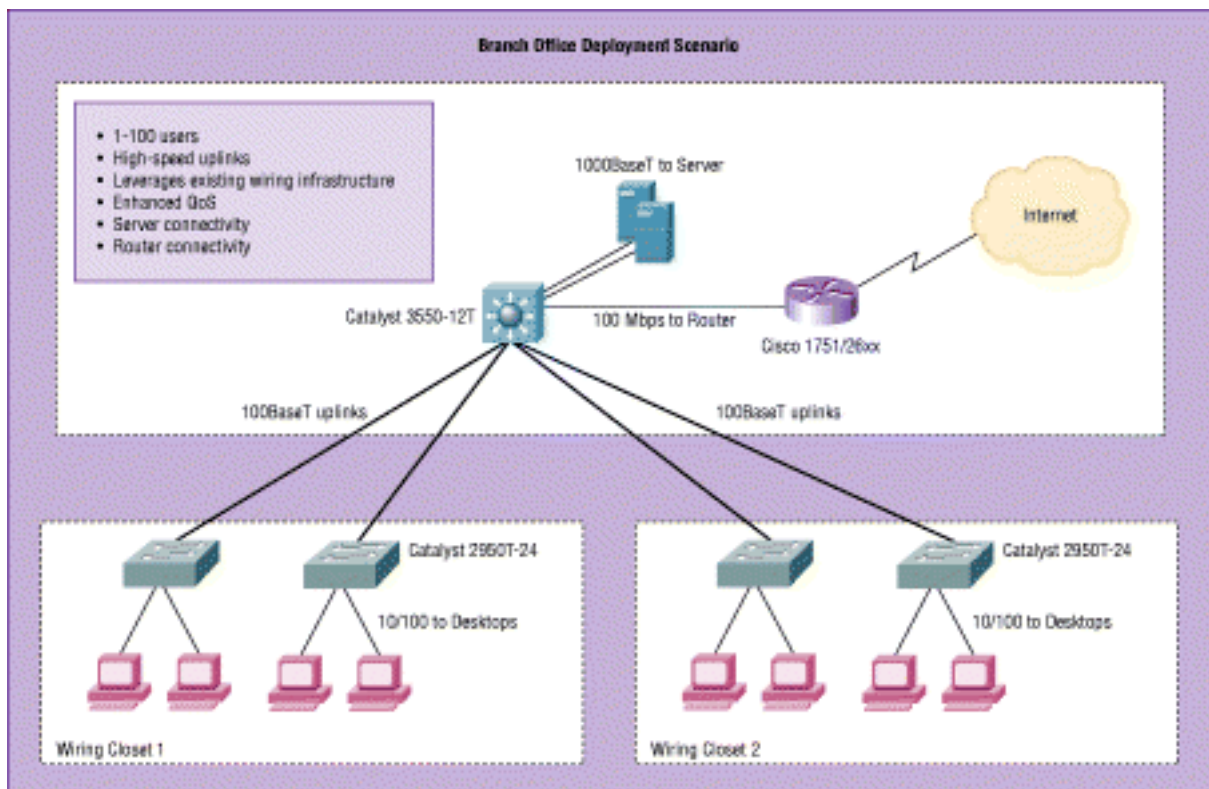 Branch Office Deployment Scenario
• 1-100 users
• High-speed uplinks
• Leverages existing wiring infrastructure
• Enhanced QoS
• Server connectivity
• Router connectivity
1000BaseT to Server
Internet
Catalyst 3550-12T
100 Mbps to Router
Cisco 1751/26xx
100BaseT uplinks
100BaseT uplinks
Catalyst 2950T-24
10/100 to Desktops
Wiring Closet 1
Catalyst 2950T-24
10/100 to Desktops
Wiring Closet 2